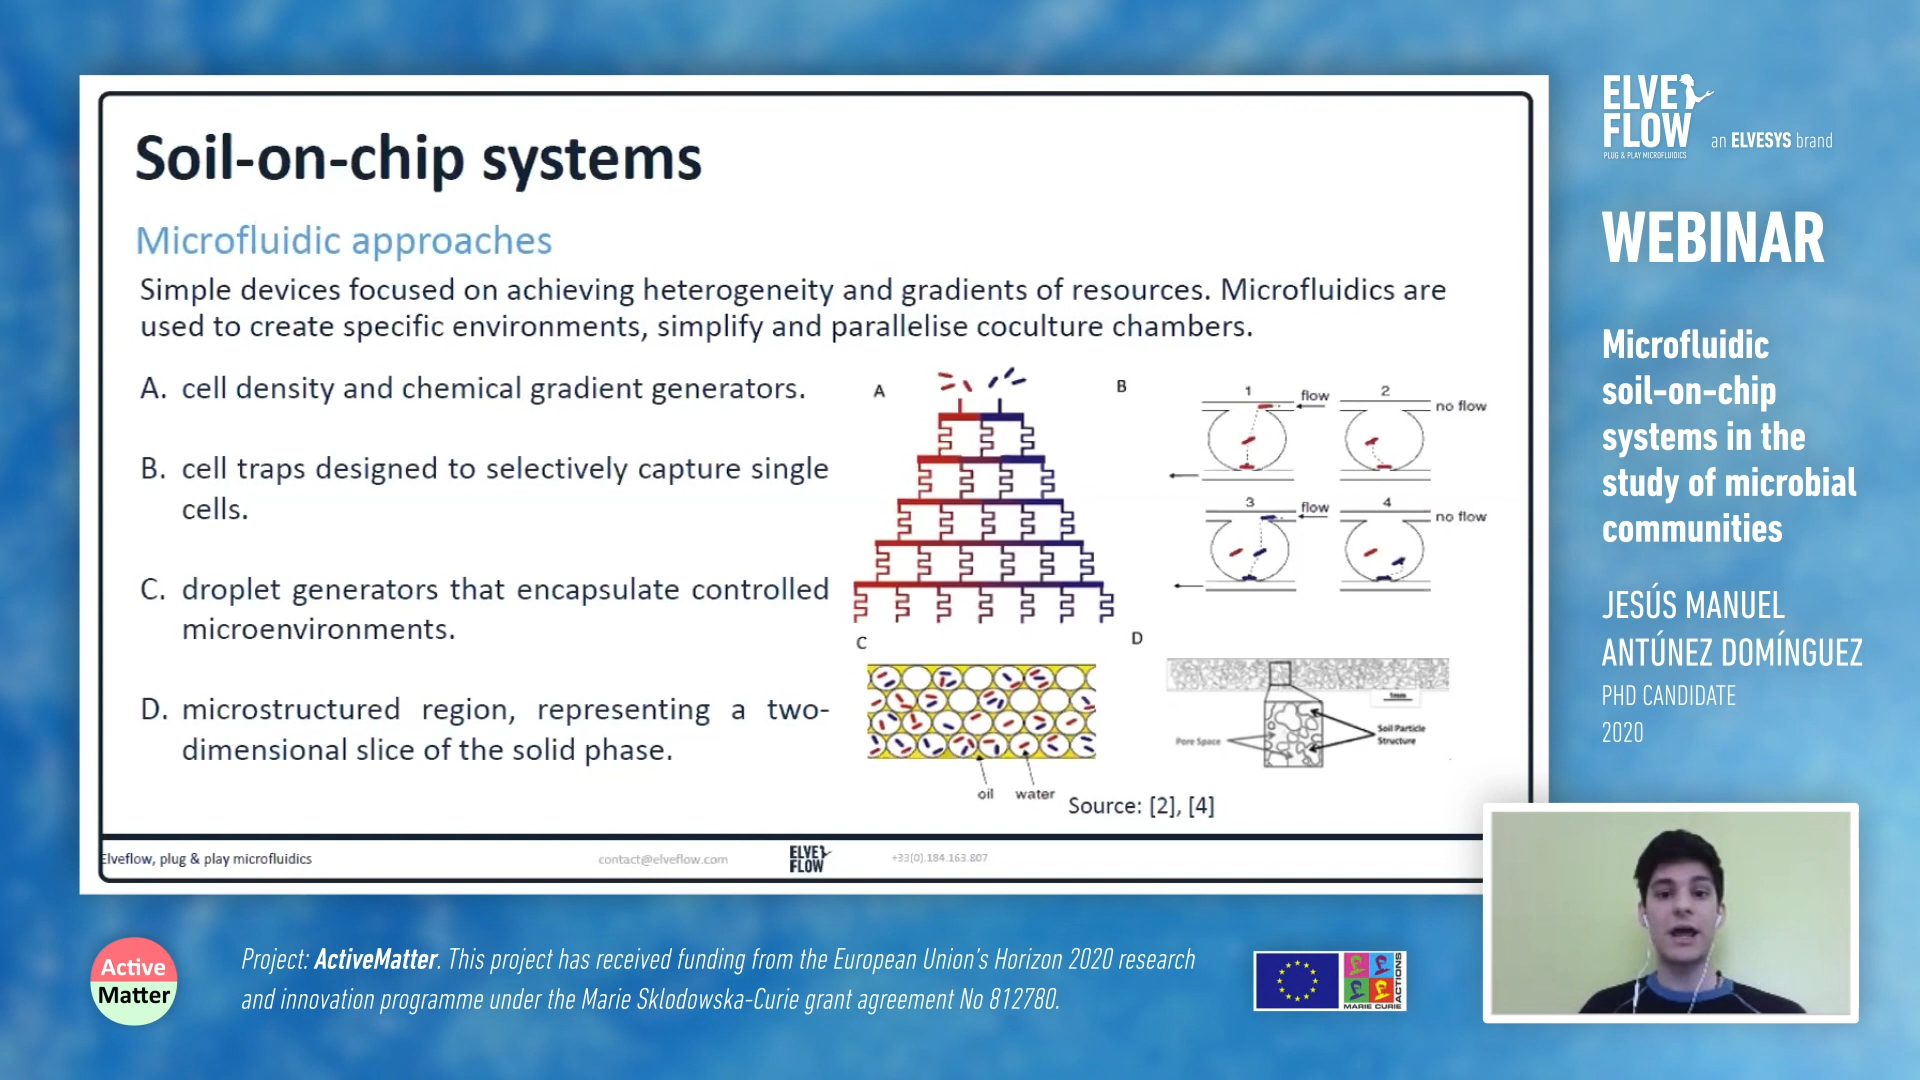 Soil-on-chip systems
Microfluidic approaches
Simple devices focused on achieving heterogeneity and gradients of resources. Microfluidics are
used to create specific environments, simplify and parallelise coculture chambers.
A. cell density and chemical gradient generators.
B. cell traps designed to selectively capture single
cells.
C. droplet generators that encapsulate controlled
microenvironments.
D. microstructured region, representing a two-
dimensional slice of the solid phase.
A
B
1
flow
2
no flow
3
flow
4
no flow
C
oil
water
D
1mm
Pore Space
Soil Particle
Structure
Source: [2], [4]
Elveflow, plug & play microfluidics
contact@elveflow.com
ELVE
FLOW
+33(0).184.163.807
ELVE
FLOW
PLUG & PLAY MICROFLUIDICS
an ELVESYS brand
WEBINAR
Microfluidic
soil-on-chip
systems in the
study of microbial
communities
JESÚS MANUEL
ANTÚNEZ DOMÍNGUEZ
PHD CANDIDATE
2020
Active
Matter
Project: ActiveMatter. This project has received funding from the European Union's Horizon 2020 research
and innovation programme under the Marie Sklodowska-Curie grant agreement No 812780.
MARIE CURIE
ACTIONS